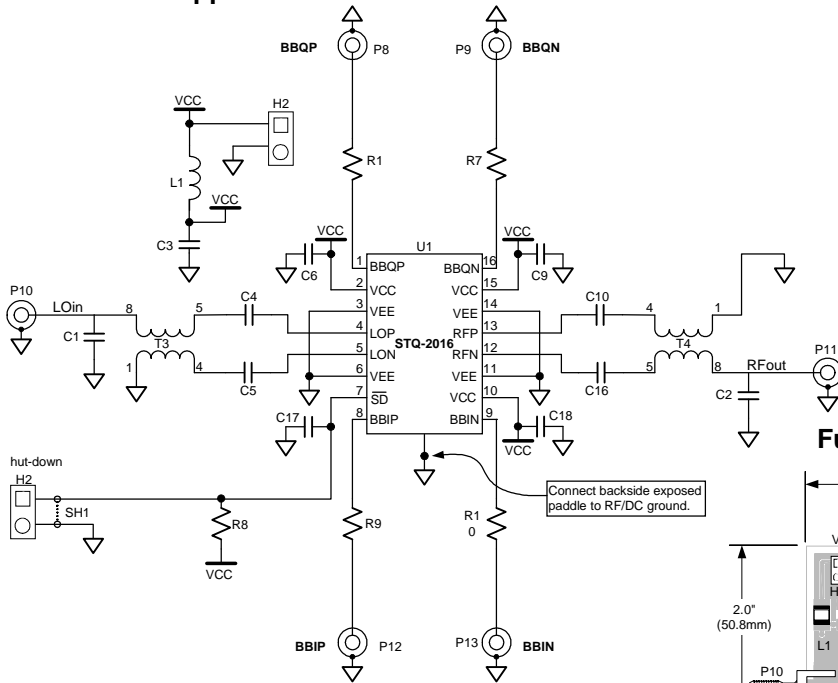 BBQP
P8
P9
BBQN
VCC
H2
R1
R7
L1
VCC
C3
VCC
U1
VCC
C6
1
BBQP
BBQN
16
C9
2
VCC
VCC
15
3
VEE
VEE
14
4
LOP
RFP
13
STQ-2016
5
LON
RFN
12
6
VEE
VEE
11
7
SD
VCC
10
8
BBIP
BBIN
9
P10
LOin
8
5
C4
C1
T3
1
4
C5
C10
4
1
T4
C16
5
8
RFout
P11
C2
C17
C18
VCC
Fu
hut-down
H2
SH1
R8
VCC
R9
R1
0
Connect backside exposed
paddle to RF/DC ground.
2.0"
(50.8mm)
L1
P10
BBIP
P12
P13
BBIN